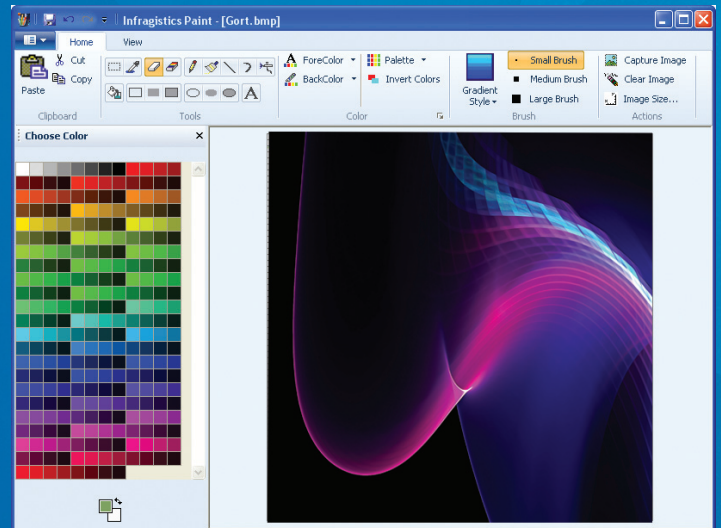 Infragistics Paint - [Gort.bmp]
Home View
Paste
Cut
Copy
Clipboard
A
Tools
A ForeColor
BackColor
Palette
Invert Colors
Color
Gradient
Style
Small Brush
Medium Brush
Large Brush
Brush
Capture Image
Clear Image
Image Size...
Actions
Choose Color